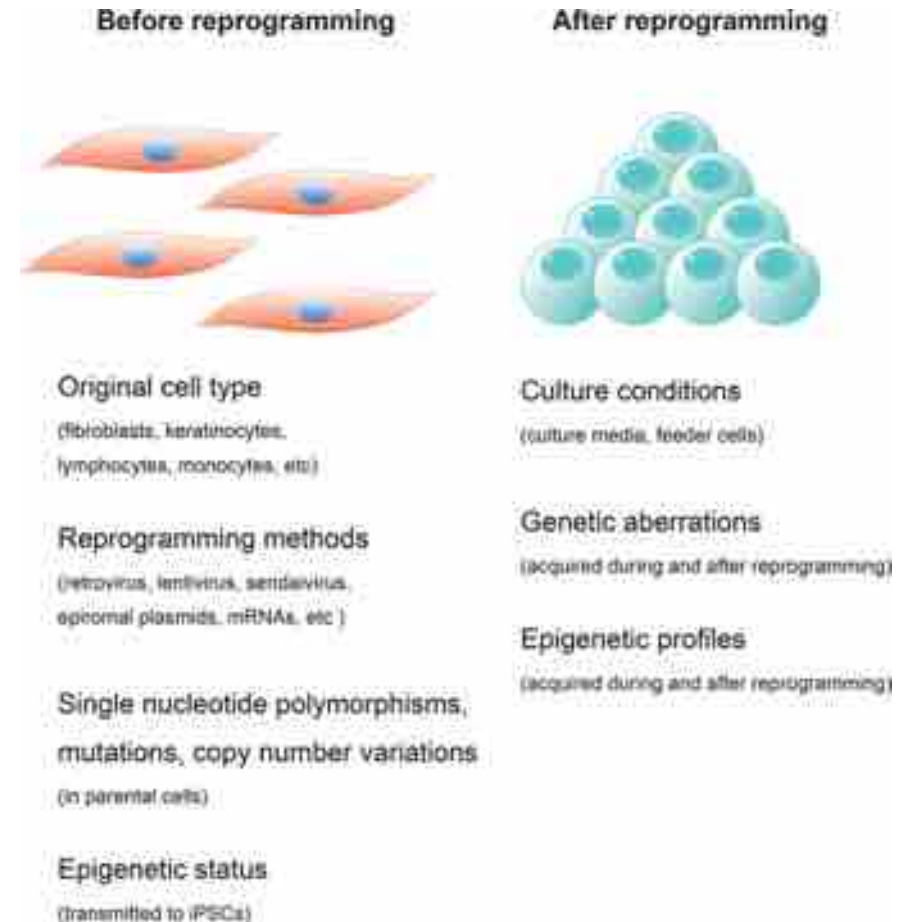 Before reprogramming
Original cell type
(fibroblasts, keratinocytes,
lymphocytes, monocytes, etc)
Reprogramming methods
(retrovirus, lentivirus, sendaivirus,
epiromal plasmids, mRNAs, etc )
Single nucleotide polymorphisms,
mutations, copy number variations
(in parental cells)
Epigenetic status
(transmitted to iPSCs)
After reprogramming
Culture conditions
(culture media, feeder cells)
Genetic aberrations
(acquired during and after reprogramming)
Epigenetic profiles
(acquired during and after reprogramming)